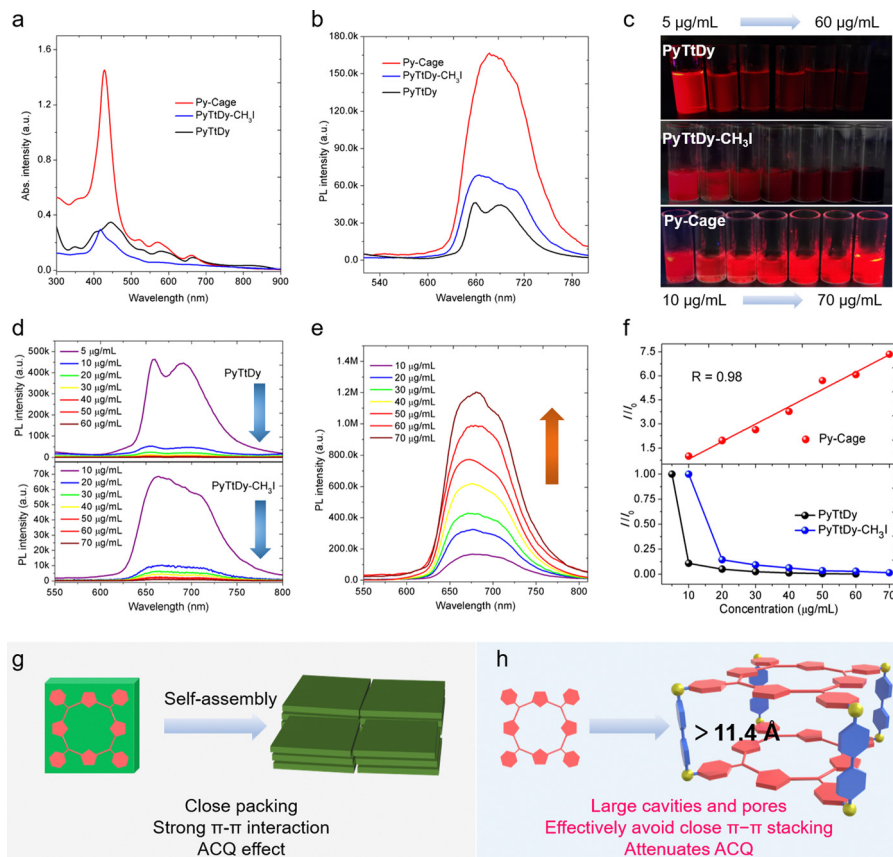 a
Abs. intensity (a.u.)
1.6
1.2
0.8
0.4
0.0
300 400 500 600 700 800 900
Wavelength (nm)
Py-Cage
PyTtDy-CH₃I
PyTtDy
b
PL intensity (a.u.)
180.0k
150.0k
120.0k
90.0k
60.0k
30.0k
0.0
540 600 660 720 780
Wavelength (nm)
Py-Cage
PyTtDy-CH₃I
PyTtDy
c
5 µg/mL 60 µg/mL
PyTtDy
PyTtDy-CH₃I
Py-Cage
10 µg/mL 70 µg/mL
d
PL intensity (a.u.)
500k
400k
300k
200k
100k
0
5 µg/mL
10 µg/mL
20 µg/mL
30 µg/mL
40 µg/mL
50 µg/mL
60 µg/mL
PyTtDy
PL intensity (a.u.)
70k
60k
50k
40k
30k
20k
10k
0
10 µg/mL
20 µg/mL
30 µg/mL
40 µg/mL
50 µg/mL
60 µg/mL
70 µg/mL
PyTtDy-CH₃I
550 600 650 700 750 800
Wavelength (nm)
e
PL intensity (a.u.)
1.4M
1.2M
1.0M
800.0k
600.0k
400.0k
200.0k
0.0
10 µg/mL
20 µg/mL
30 µg/mL
40 µg/mL
50 µg/mL
60 µg/mL
70 µg/mL
550 600 650 700 750 800
Wavelength (nm)
f
I/I₀
7.5
6.0
4.5
3.0
1.5
R = 0.98
Py-Cage
I/I₀
1.00
0.75
0.50
0.25
0.00
PyTtDy
PyTtDy-CH₃I
10 20 30 40 50 60 70
Concentration (µg/mL)
g
Self-assembly
Close packing
Strong π-π interaction
ACQ effect
h
> 11.4 Å
Large cavities and pores
Effectively avoid close π−π stacking
Attenuates ACQ